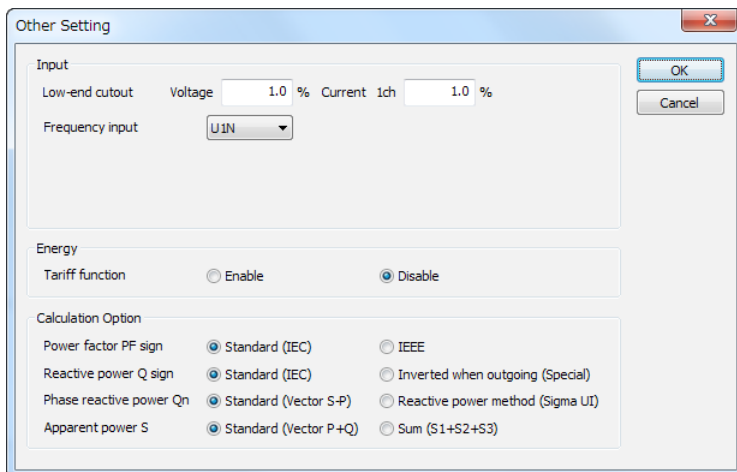 Other Setting
Input
OK
Low-end cutout Voltage 1.0 % Current 1ch 1.0 %
Cancel
Frequency input U1N
Energy
Tariff function Enable Disable
Calculation Option
Power factor PF sign Standard (IEC) IEEE
Reactive power Q sign Standard (IEC) Inverted when outgoing (Special)
Phase reactive power Qn Standard (Vector S-P) Reactive power method (Sigma UI)
Apparent power S Standard (Vector P+Q) Sum (S1+S2+S3)